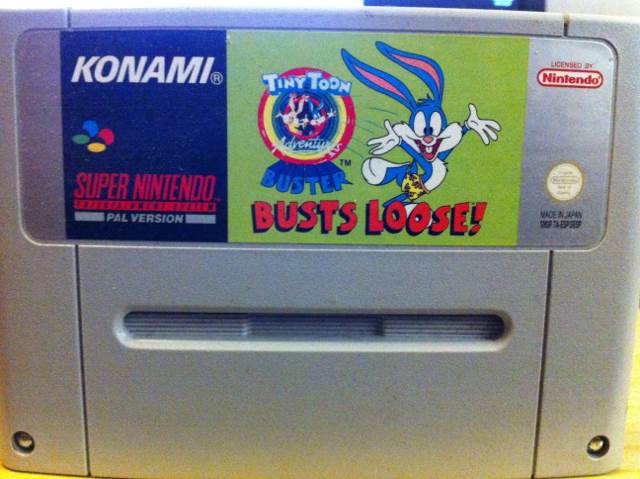 KONAMI®
TINY TOON
Adventures
™
BUSTER
BUSTS LOOSE!
SUPER NINTENDO
ENTERTAINMENT SYSTEM
PAL VERSION
LICENSED BY
Nintendo
MADE IN JAPAN